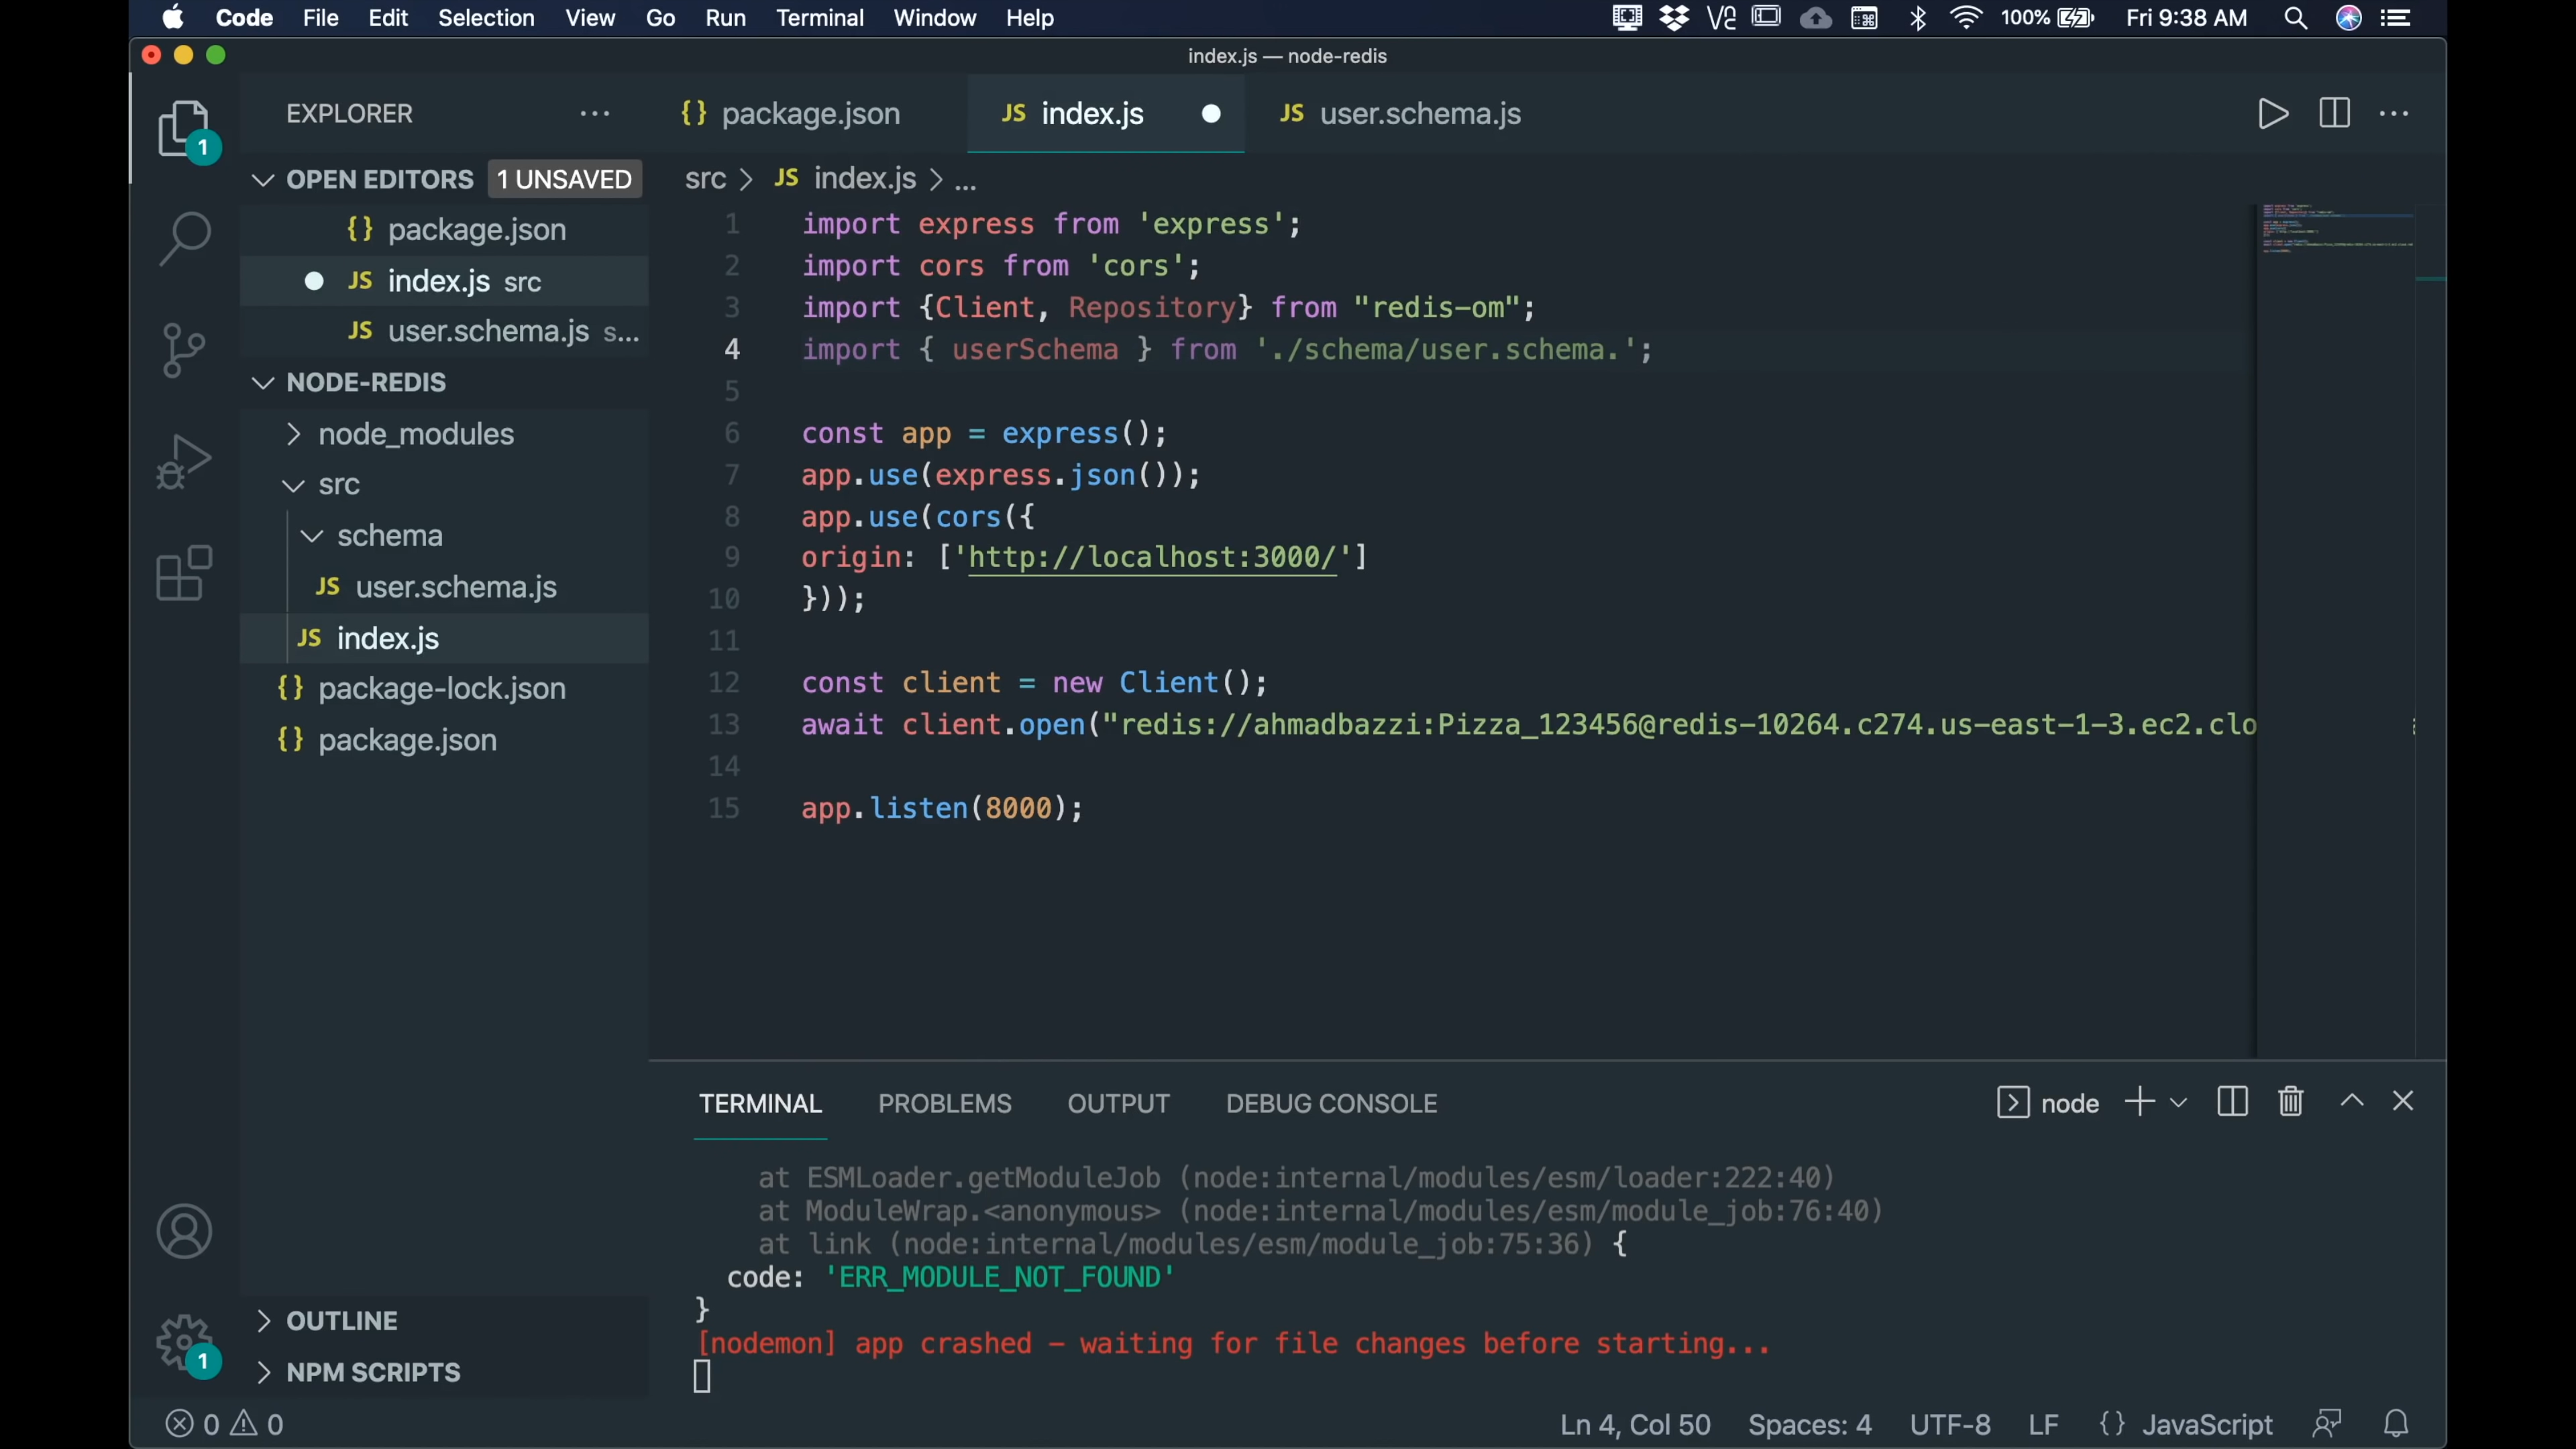 Code File Edit Selection View Go Run Terminal Window Help 100% Fri 9:38 AM
index.js — node-redis
EXPLORER ... {} package.json JS index.js JS user.schema.js ...
1
OPEN EDITORS 1 UNSAVED
src > JS index.js > ...
{} package.json
JS index.js src
JS user.schema.js s...
NODE-REDIS
node_modules
src
schema
JS user.schema.js
JS index.js
{} package-lock.json
{} package.json
1 import express from 'express';
2 import cors from 'cors';
3 import {Client, Repository} from "redis-om";
4 import { userSchema } from './schema/user.schema.';
5
6 const app = express();
7 app.use(express.json());
8 app.use(cors({
9 origin: ['http://localhost:3000/']
10 }));
11
12 const client = new Client();
13 await client.open("redis://ahmadbazzi:Pizza_123456@redis-10264.c274.us-east-1-3.ec2.clo
14
15 app.listen(8000);
TERMINAL PROBLEMS OUTPUT DEBUG CONSOLE node
at ESMLoader.getModuleJob (node:internal/modules/esm/loader:222:40)
at ModuleWrap.<anonymous> (node:internal/modules/esm/module_job:76:40)
at link (node:internal/modules/esm/module_job:75:36) {
code: 'ERR_MODULE_NOT_FOUND'
}
[nodemon] app crashed - waiting for file changes before starting...
OUTLINE
1
NPM SCRIPTS
0 0 Ln 4, Col 50 Spaces: 4 UTF-8 LF {} JavaScript